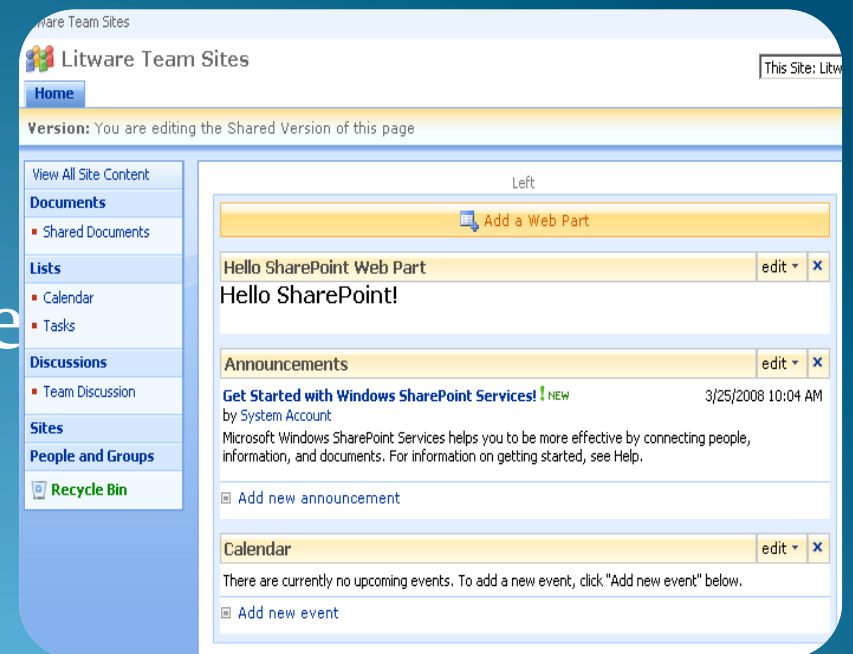 ware Team Sites
Litware Team Sites
This Site: Litw
Home
Version: You are editing the Shared Version of this page
View All Site Content
Documents
Shared Documents
Lists
Calendar
Tasks
Discussions
Team Discussion
Sites
People and Groups
Recycle Bin
e
Left
Add a Web Part
Hello SharePoint Web Part edit
Hello SharePoint!
Announcements edit
Get Started with Windows SharePoint Services! ! NEW 3/25/2008 10:04 AM
by System Account
Microsoft Windows SharePoint Services helps you to be more effective by connecting people,
information, and documents. For information on getting started, see Help.
Add new announcement
Calendar edit
There are currently no upcoming events. To add a new event, click "Add new event" below.
Add new event